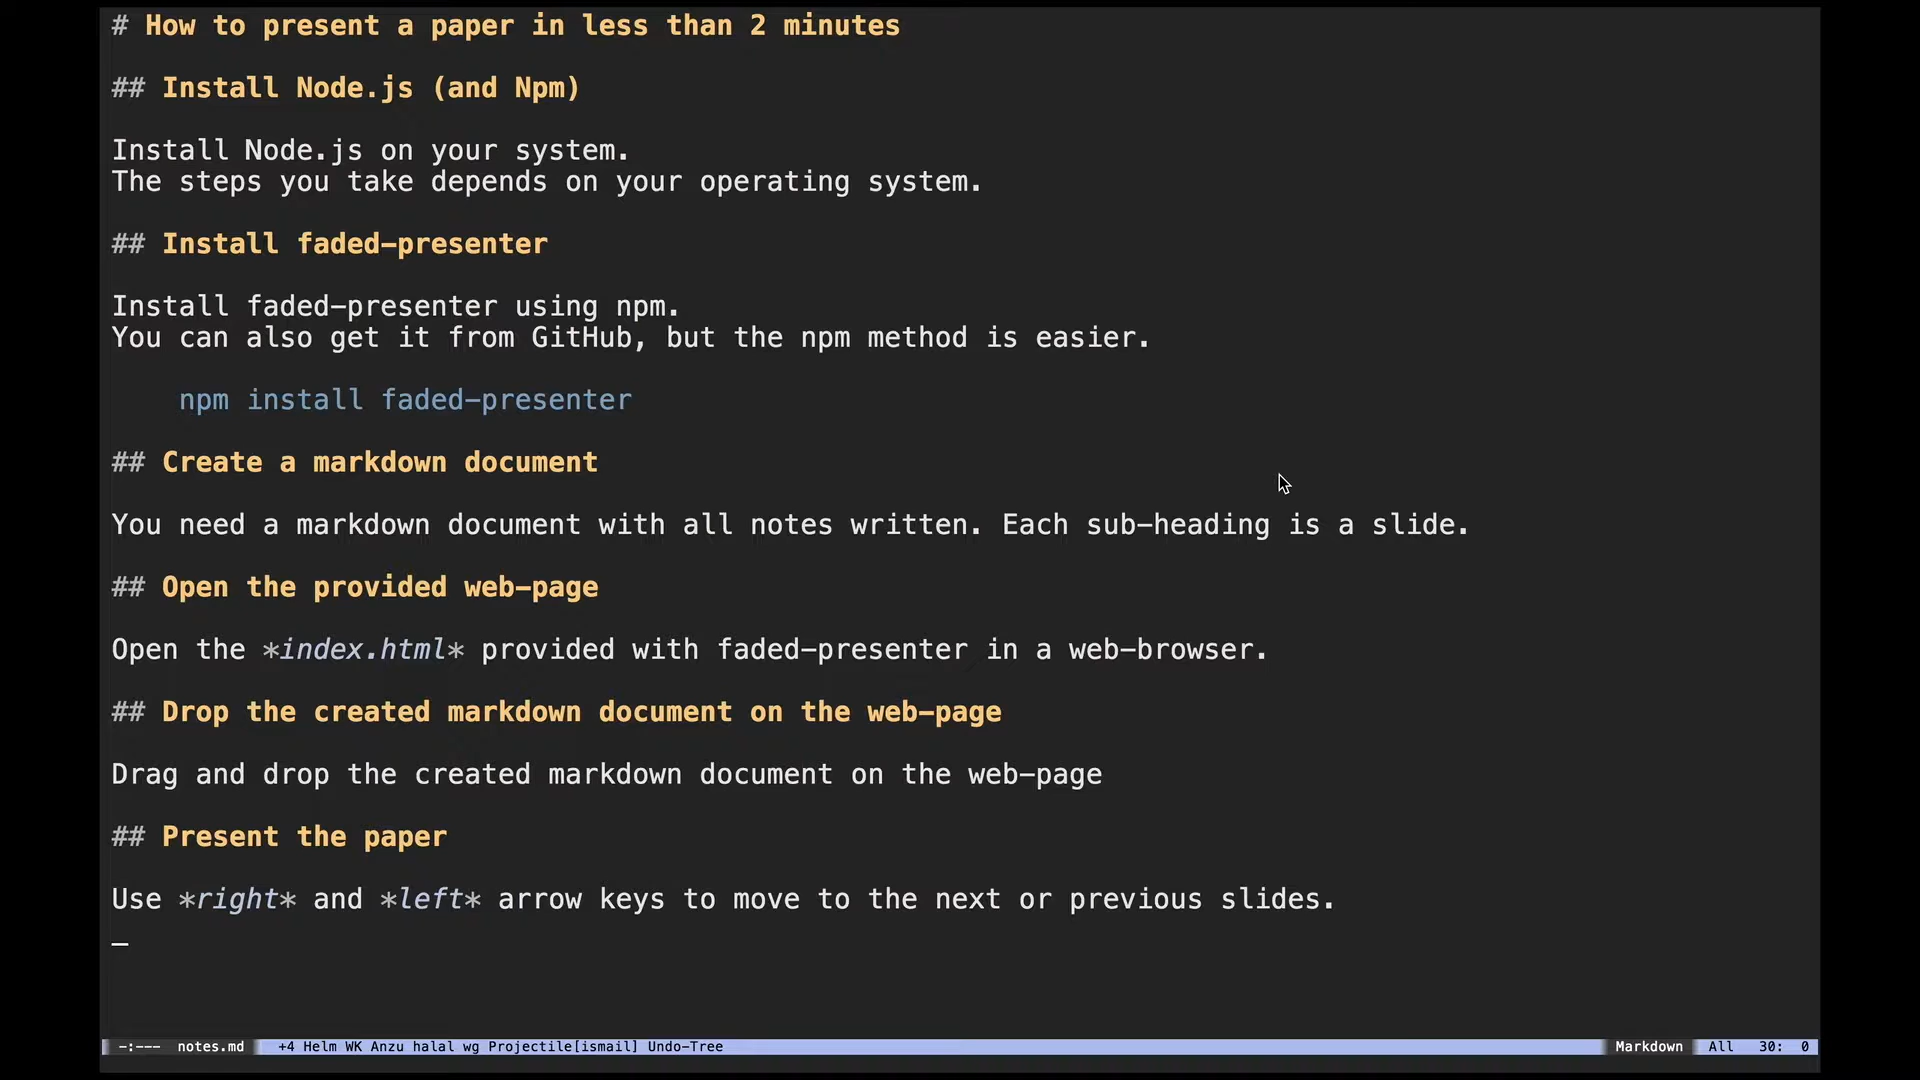 # How to present a paper in less than 2 minutes
## Install Node.js (and Npm)
Install Node.js on your system.
The steps you take depends on your operating system.
## Install faded-presenter
Install faded-presenter using npm.
You can also get it from GitHub, but the npm method is easier.
npm install faded-presenter
## Create a markdown document
You need a markdown document with all notes written. Each sub-heading is a slide.
## Open the provided web-page
Open the *index.html* provided with faded-presenter in a web-browser.
## Drop the created markdown document on the web-page
Drag and drop the created markdown document on the web-page
## Present the paper
Use *right* and *left* arrow keys to move to the next or previous slides.
-:--- notes.md +4 Helm WK Anzu halal wg Projectile[ismail] Undo-Tree Markdown All 30: 0